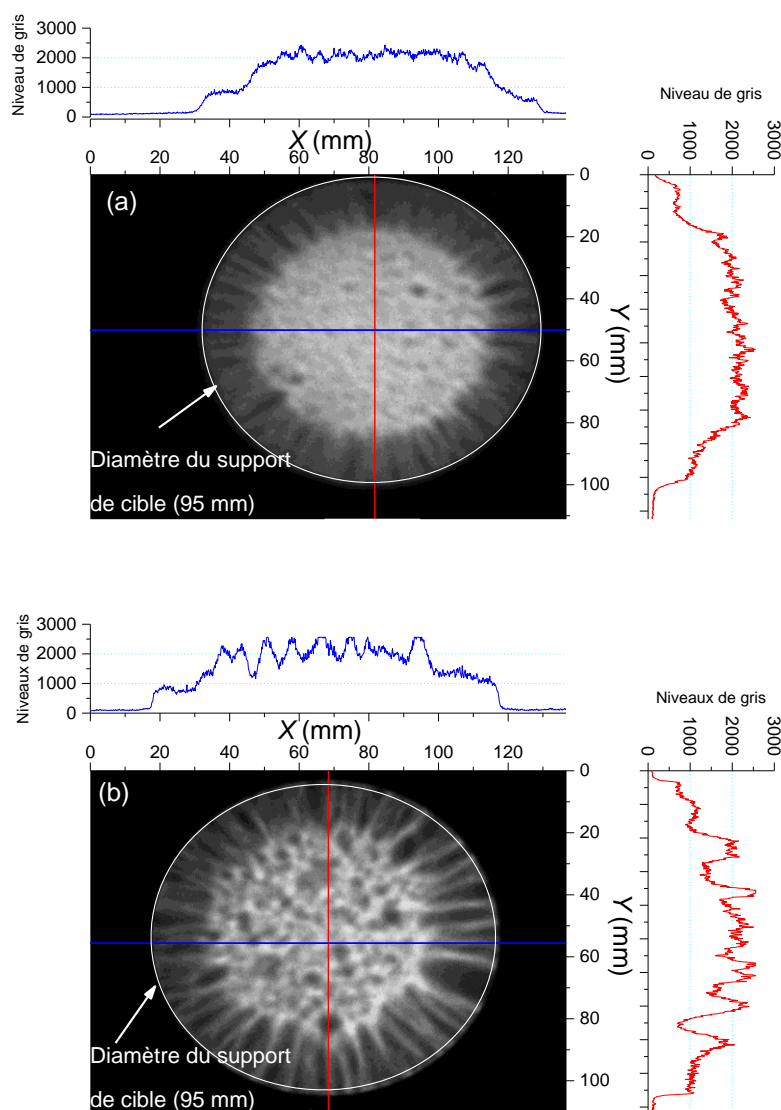 Niveau de gris
3000
2000
1000
0
X (mm)
0 20 40 60 80 100 120
(a)
Diamètre du support
de cible (95 mm)
0
20
40
60
80
100
Y (mm)
Niveau de gris
0 1000 2000 3000
Niveaux de gris
3000
2000
1000
0
X (mm)
0 20 40 60 80 100 120
(b)
Diamètre du support
de cible (95 mm)
0
20
40
60
80
100
Y (mm)
Niveaux de gris
0 1000 2000 3000